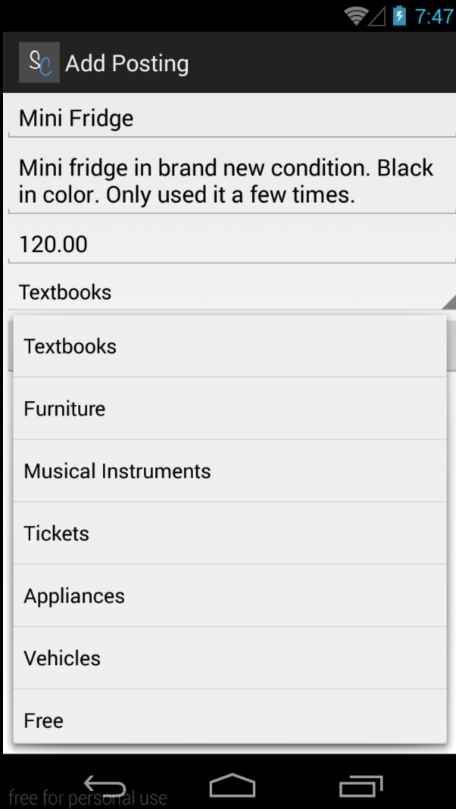 7:47
SC Add Posting
Mini Fridge
Mini fridge in brand new condition. Black
in color. Only used it a few times.
120.00
Textbooks
Textbooks
Furniture
Musical Instruments
Tickets
Appliances
Vehicles
Free
free for personal use